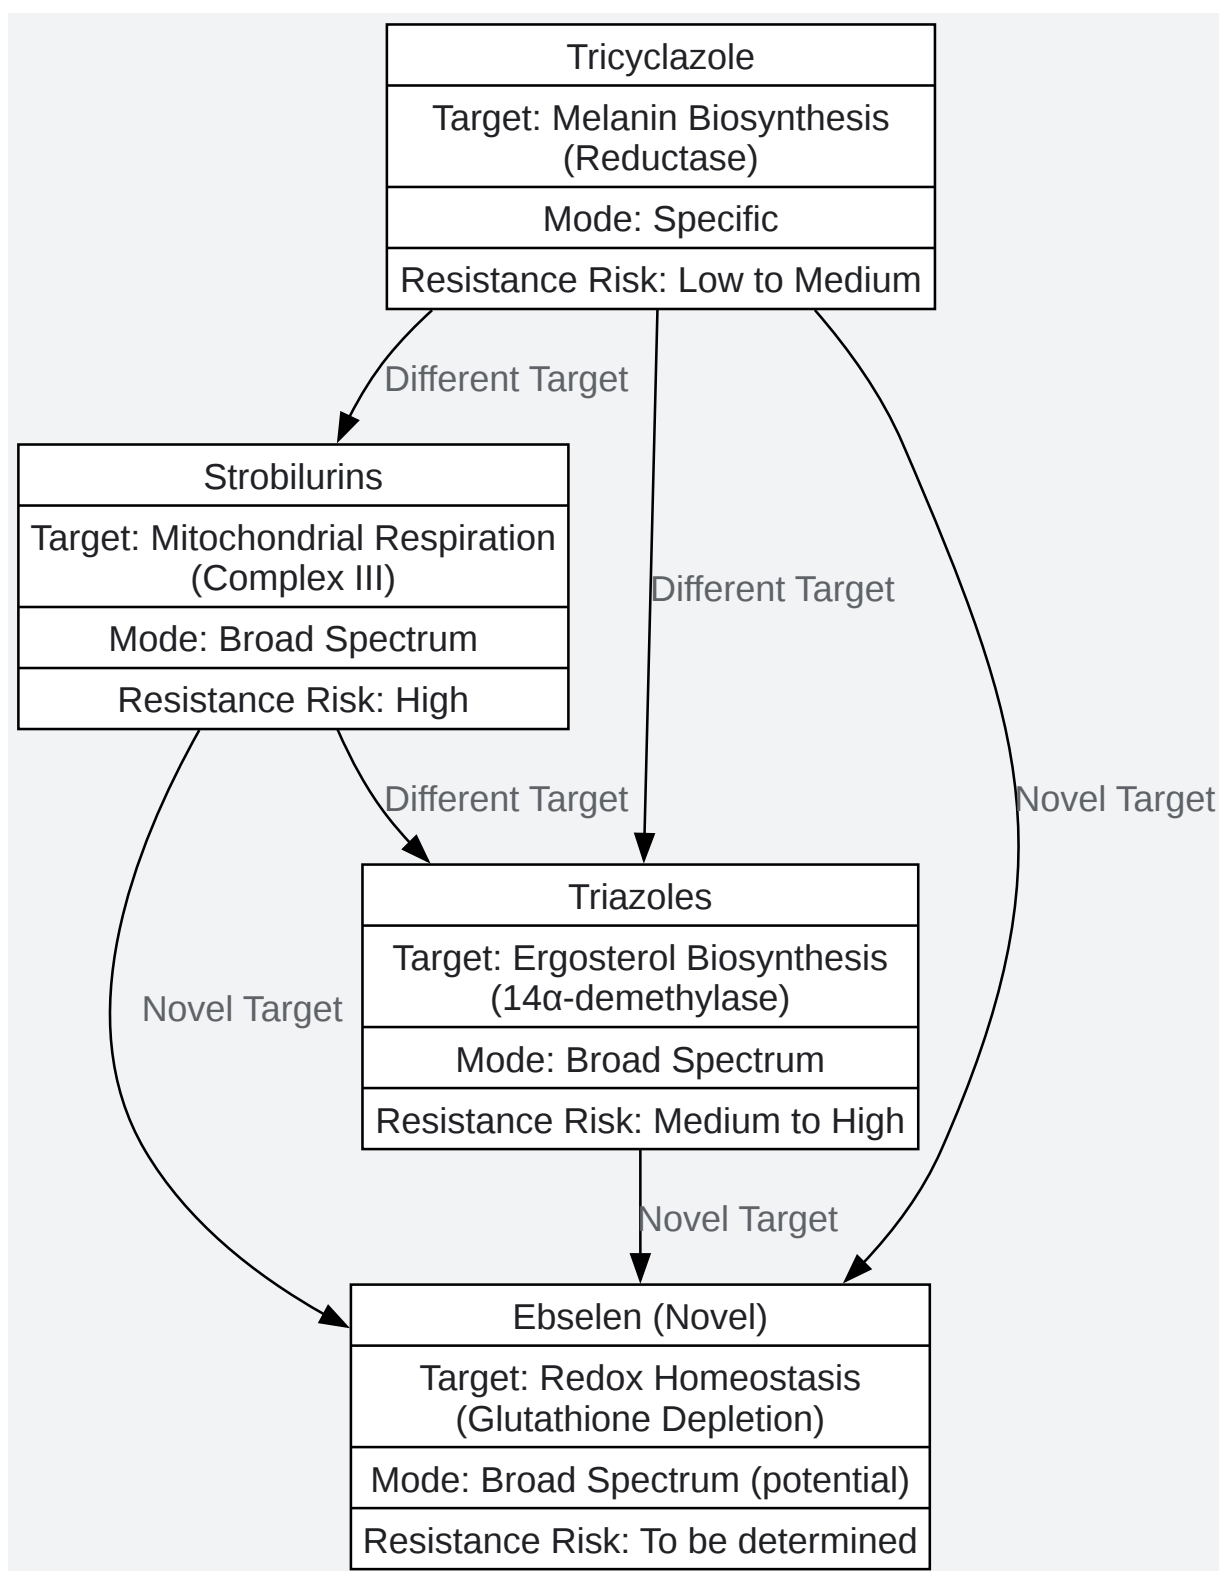 Tricyclazole
Target: Melanin Biosynthesis
(Reductase)
Mode: Specific
Resistance Risk: Low to Medium
Different Target
Strobilurins
Target: Mitochondrial Respiration
(Complex III)
Mode: Broad Spectrum
Resistance Risk: High
Different Target
Different Target
Novel Target
Triazoles
Target: Ergosterol Biosynthesis
(14α-demethylase)
Mode: Broad Spectrum
Resistance Risk: Medium to High
Novel Target
Novel Target
Ebselen (Novel)
Target: Redox Homeostasis
(Glutathione Depletion)
Mode: Broad Spectrum (potential)
Resistance Risk: To be determined